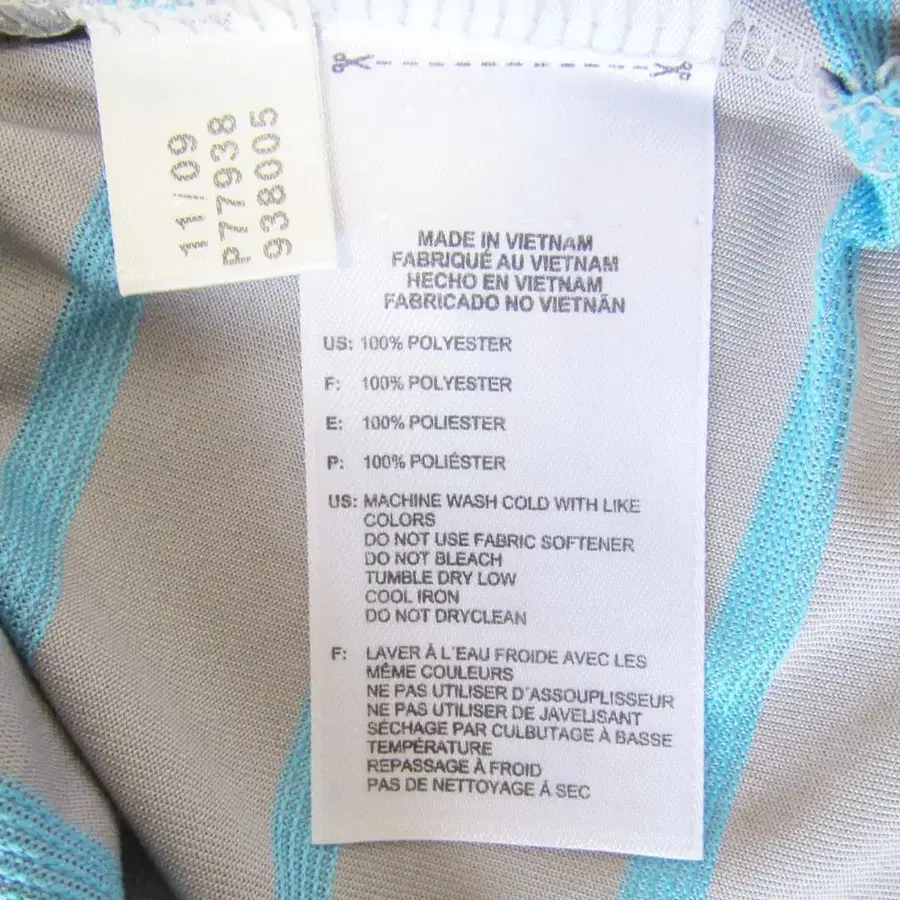 11/09
P77938
938005
MADE IN VIETNAM
FABRIQUÉ AU VIETNAM
HECHO EN VIETNAM
FABRICADO NO VIETNÃN
US: 100% POLYESTER
F: 100% POLYESTER
E: 100% POLIESTER
P: 100% POLIÉSTER
US: MACHINE WASH COLD WITH LIKE
COLORS
DO NOT USE FABRIC SOFTENER
DO NOT BLEACH
TUMBLE DRY LOW
COOL IRON
DO NOT DRYCLEAN
F: LAVER À L'EAU FROIDE AVEC LES
MÊME COULEURS
NE PAS UTILISER D'ASSOUPLISSEUR
NE PAS UTILISER DE JAVELISANT
SÉCHAGE PAR CULBUTAGE À BASSE
TEMPÉRATURE
REPASSAGE À FROID
PAS DE NETTOYAGE À SEC